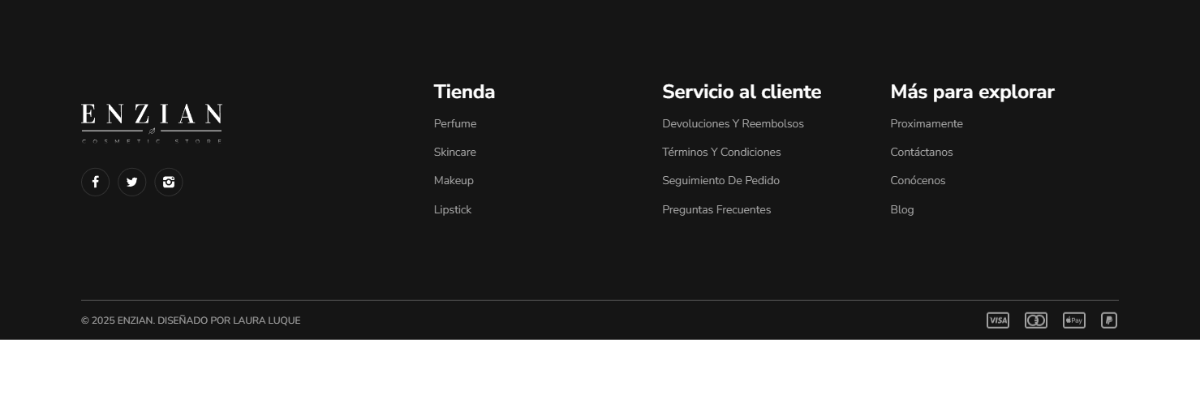 ENZIAN
COSMETIC STORE
Tienda
Perfume
Skincare
Makeup
Lipstick
Servicio al cliente
Devoluciones Y Reembolsos
Términos Y Condiciones
Seguimiento De Pedido
Preguntas Frecuentes
Más para explorar
Proximamente
Contáctanos
Conócenos
Blog
© 2025 ENZIAN. DISEÑADO POR LAURA LUQUE
VISA
Pay